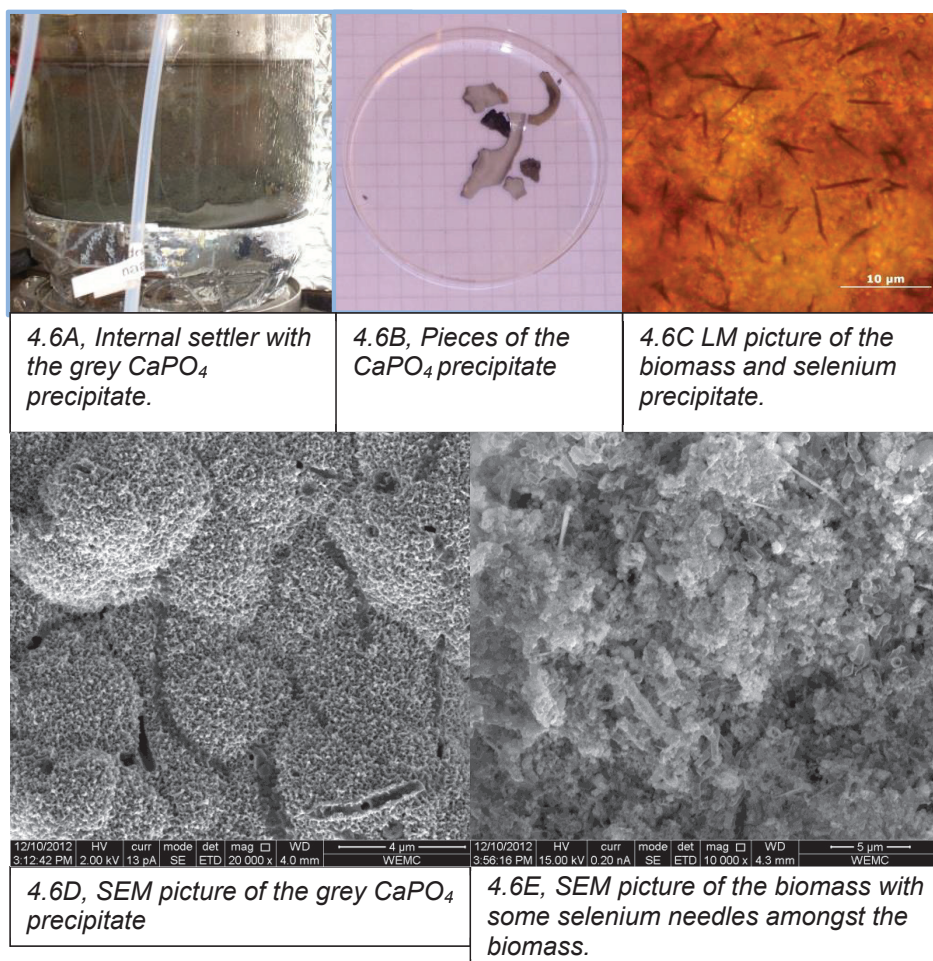 10 µm
4.6A, Internal settler with
the grey CaPO₄
precipitate.
4.6B, Pieces of the
CaPO₄ precipitate
4.6C LM picture of the
biomass and selenium
precipitate.
12/10/2012 HV curr mode det mag □ WD 4 µm
3:12:42 PM 2.00 kV 13 pA SE ETD 20 000 x 4.0 mm WEMC
12/10/2012 HV curr mode det mag □ WD 5 µm
3:56:16 PM 15.00 kV 0.20 nA SE ETD 10 000 x 4.3 mm WEMC
4.6D, SEM picture of the grey CaPO₄
precipitate
4.6E, SEM picture of the biomass with
some selenium needles amongst the
biomass.